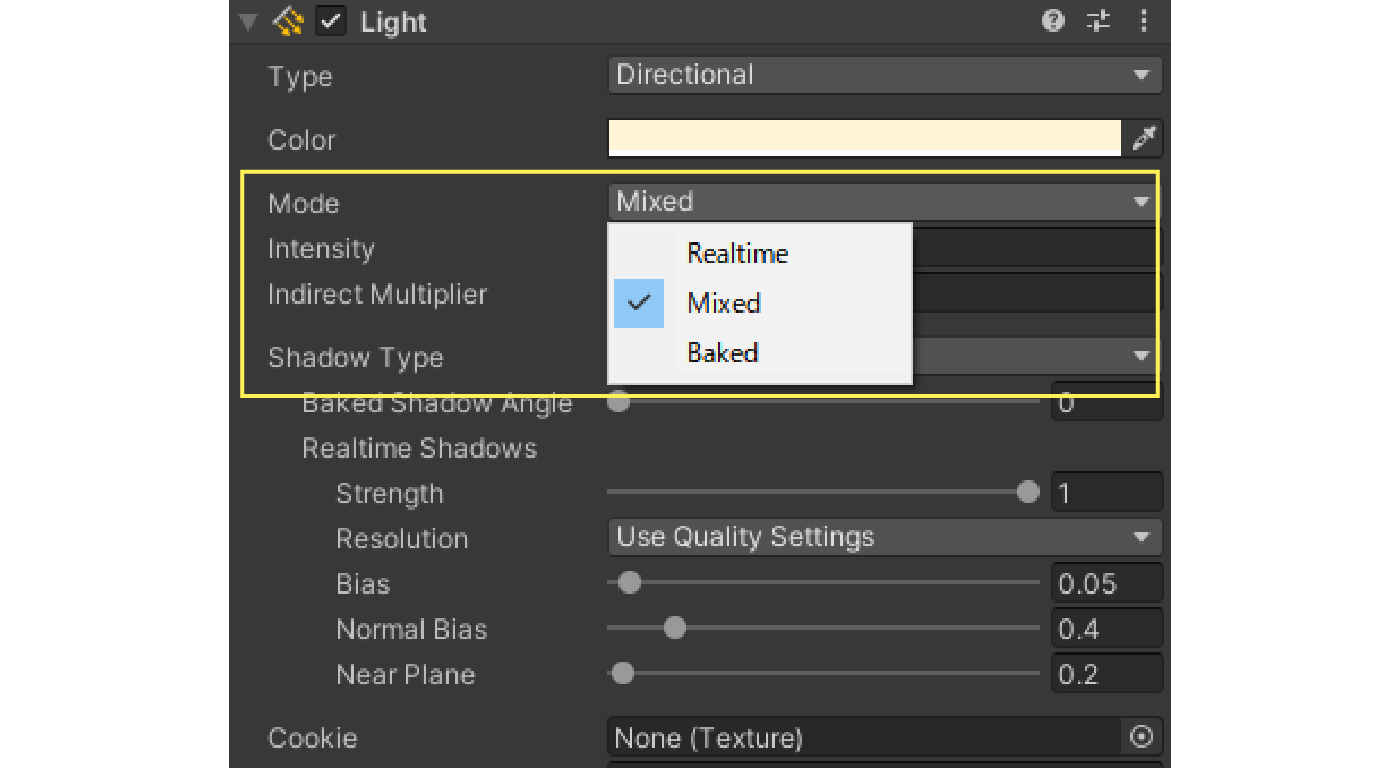 Light
Type Directional
Color
Mode Mixed
Intensity Realtime
Indirect Multiplier Mixed
Shadow Type Baked
Baked Shadow Angle 0
Realtime Shadows
Strength 1
Resolution Use Quality Settings
Bias 0.05
Normal Bias 0.4
Near Plane 0.2
Cookie None (Texture)